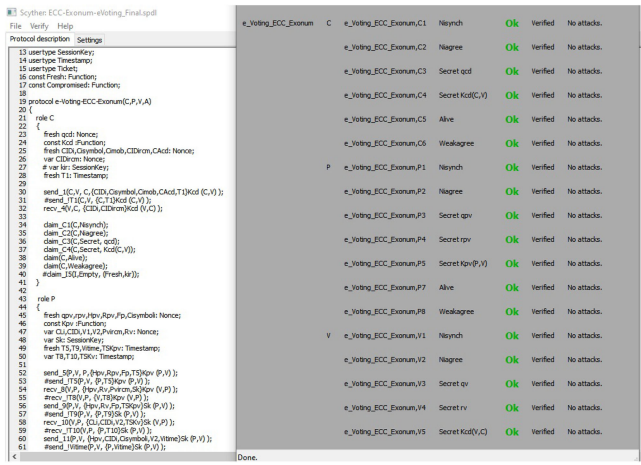 Scyther: ECC-Exonum-eVoting_Final.spdl
File Verify Help
Protocol description Settings
13 usertype SessionKey;
14 usertype Timestamp;
15 usertype Ticket;
16 const Fresh: Function;
17 const Compromised: Function;
18
19 protocol e-Voting-ECC-Exonum(C,P,V,A)
20 {
21 role C
22 {
23 fresh qcd: Nonce;
24 const Kcd :Function;
25 fresh CIDi,Cisymbol,Cimob,CIDircm,CAcd: Nonce;
26 var CIDircm: Nonce;
27 # var kir: SessionKey;
28 fresh T1: Timestamp;
29
30 send_1(C,V, C,{CIDi,Cisymbol,Cimob,CAcd,T1}Kcd (C,V) );
31 #send_!T1(C,V, {C,T1}Kcd (C,V) );
32 recv_4(V,C, {CIDi,CIDircm}Kcd (V,C) );
33
34 claim_C1(C,Nisynch);
35 claim_C2(C,Niagree);
36 claim_C3(C,Secret, qcd);
37 claim_C4(C,Secret, Kcd(C,V));
38 claim(C,Alive);
39 claim(C,Weakagree);
40 #claim_I5(I,Empty, (Fresh,kir));
41 }
42
43 role P
44 {
45 fresh qpv,rpv,Hpv,Rpv,Fp,Cisymboli: Nonce;
46 const Kpv :Function;
47 var CLi,CIDi,V1,V2,Pvircm,Rv: Nonce;
48 var Sk: SessionKey;
49 fresh T5,T9,Vitime,TSKpv: Timestamp;
50 var T8,T10,TSKv: Timestamp;
51
52 send_5(P,V, P,{Hpv,Rpv,Fp,T5}Kpv (P,V) );
53 #send_!T5(P,V, {P,T5}Kpv (P,V) );
54 recv_8(V,P, {Hpv,Rv,Pvircm,Sk}Kpv (V,P) );
55 #recv_!T8(V,P, {V,T8}Kpv (V,P) );
56 send_9(P,V, {Hpv,Rv,Fp,TSKpv}Sk (P,V) );
57 #send_!T9(P,V, {P,T9}Sk (P,V) );
58 recv_10(V,P, {CLi,CIDi,V2,TSKv}Sk (P,V) );
59 #recv_!T10(V,P, {P,T10}Sk (P,V) );
60 send_11(P,V, {Hpv,CIDi,Cisymboli,V2,Vitime}Sk (P,V) );
61 #send_!Vitime(P,V, {P,Vitime}Sk (P,V) );
e_Voting_ECC_Exonum C e_Voting_ECC_Exonum,C1 Nisynch Ok Verified No attacks.
e_Voting_ECC_Exonum,C2 Niagree Ok Verified No attacks.
e_Voting_ECC_Exonum,C3 Secret qcd Ok Verified No attacks.
e_Voting_ECC_Exonum,C4 Secret Kcd(C,V) Ok Verified No attacks.
e_Voting_ECC_Exonum,C5 Alive Ok Verified No attacks.
e_Voting_ECC_Exonum,C6 Weakagree Ok Verified No attacks.
P e_Voting_ECC_Exonum,P1 Nisynch Ok Verified No attacks.
e_Voting_ECC_Exonum,P2 Niagree Ok Verified No attacks.
e_Voting_ECC_Exonum,P3 Secret qpv Ok Verified No attacks.
e_Voting_ECC_Exonum,P4 Secret rpv Ok Verified No attacks.
e_Voting_ECC_Exonum,P5 Secret Kpv(P,V) Ok Verified No attacks.
e_Voting_ECC_Exonum,P7 Alive Ok Verified No attacks.
e_Voting_ECC_Exonum,P8 Weakagree Ok Verified No attacks.
V e_Voting_ECC_Exonum,V1 Nisynch Ok Verified No attacks.
e_Voting_ECC_Exonum,V2 Niagree Ok Verified No attacks.
e_Voting_ECC_Exonum,V3 Secret qv Ok Verified No attacks.
e_Voting_ECC_Exonum,V4 Secret rv Ok Verified No attacks.
e_Voting_ECC_Exonum,V5 Secret Kcd(V,C) Ok Verified No attacks.
Done.